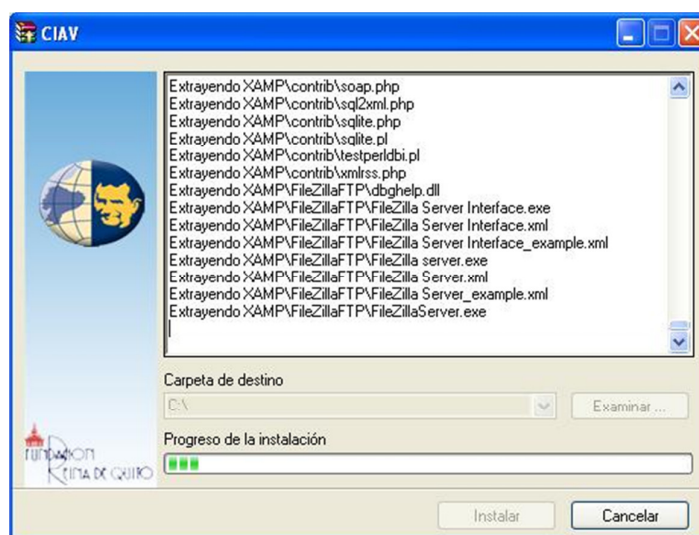 CIAV
Extrayendo XAMP\contrib\soap.php
Extrayendo XAMP\contrib\sql2xml.php
Extrayendo XAMP\contrib\sqlite.php
Extrayendo XAMP\contrib\sqlite.pl
Extrayendo XAMP\contrib\testperldbi.pl
Extrayendo XAMP\contrib\xmlrss.php
Extrayendo XAMP\FileZillaFTP\dbghelp.dll
Extrayendo XAMP\FileZillaFTP\FileZilla Server Interface.exe
Extrayendo XAMP\FileZillaFTP\FileZilla Server Interface.xml
Extrayendo XAMP\FileZillaFTP\FileZilla Server Interface_example.xml
Extrayendo XAMP\FileZillaFTP\FileZilla server.exe
Extrayendo XAMP\FileZillaFTP\FileZilla Server.xml
Extrayendo XAMP\FileZillaFTP\FileZilla Server_example.xml
Extrayendo XAMP\FileZillaFTP\FileZillaServer.exe
Carpeta de destino
C:\
Examinar ...
Progreso de la instalación
FUNDACION
REINA DE QUITO
Instalar
Cancelar